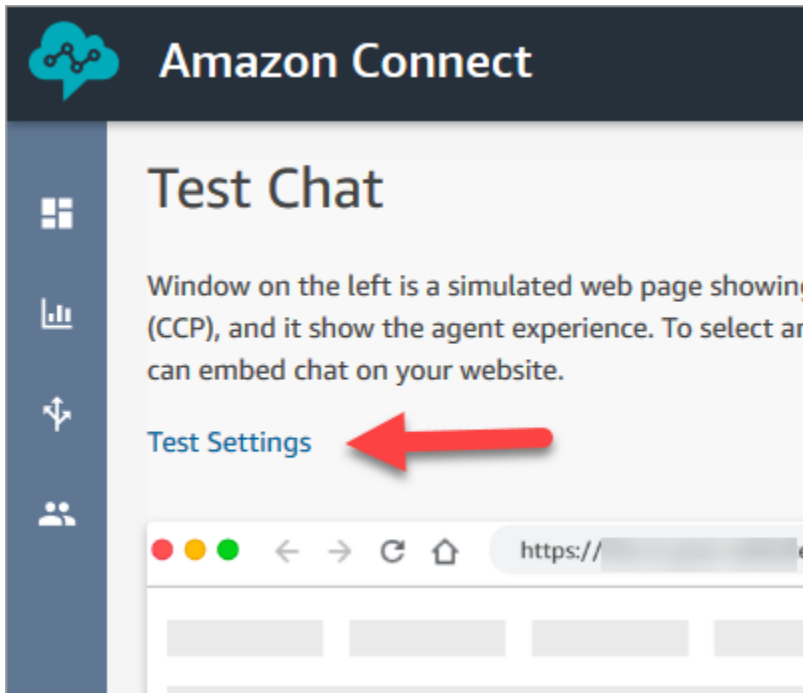 Amazon Connect
Test Chat
Window on the left is a simulated web page showing
(CCP), and it show the agent experience. To select
can embed chat on your website.
Test Settings
https://